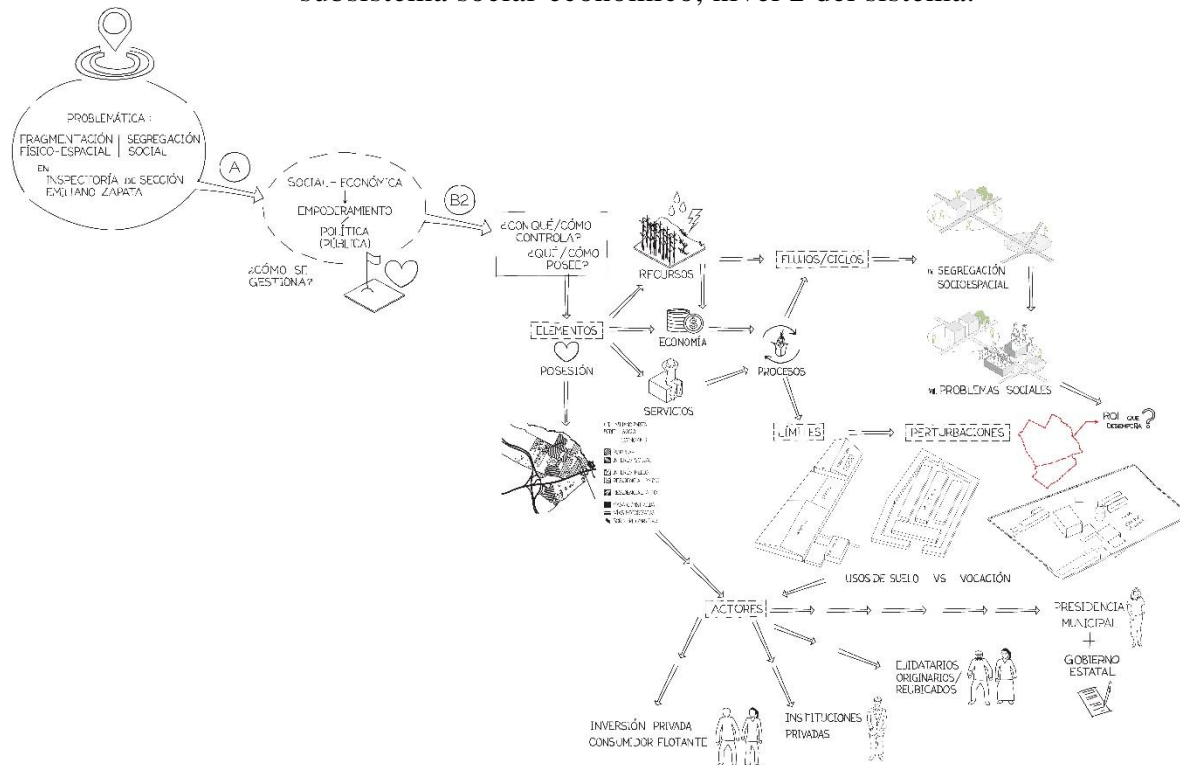 subsistema social-económico, nivel 2 del sistema.
PROBLEMÁTICA :
FRAGMENTACIÓN | SEGREGACIÓN
FÍSICO-ESPACIAL | SOCIAL
EN
INSPECTORÍA DE SECCIÓN
EMILIANO ZAPATA
A
SOCIAL-ECONÓMICA
EMPODERAMIENTO
POLÍTICA
(PÚBLICA)
¿CÓMO SE
GESTIONA?
B2
¿CON QUÉ/CÓMO
CONTROLA?
¿QUÉ/CÓMO
POSEE?
ELEMENTOS
POSESIÓN
RECURSOS
ECONOMÍA
SERVICIOS
FLUJOS/CICLOS
PROCESOS
SEGREGACIÓN
SOCIOESPACIAL
PROBLEMAS SOCIALES
LÍMITES
PERTURBACIONES
ROL QUE
DESEMPEÑA ?
USOS DE SUELO VS VOCACIÓN
ACTORES
PRESIDENCIA
MUNICIPAL
+
GOBIERNO
ESTATAL
EJIDATARIOS
ORIGINARIOS/
REUBICADOS
INSTITUCIONES
PRIVADAS
INVERSIÓN PRIVADA
CONSUMIDOR FLOTANTE